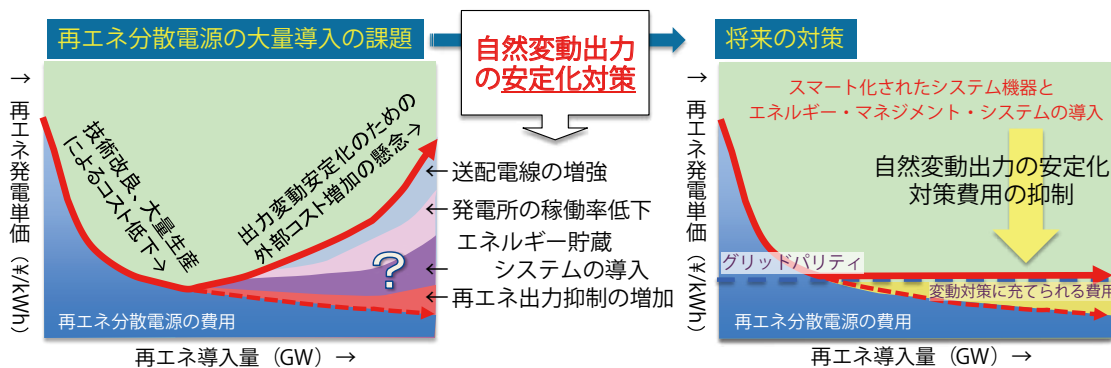 再エネ分散電源の大量導入の課題
自然変動出力
の安定化対策
将来の対策
→ 再エネ発電単価（¥/kWh）→
技術改良、大量生産
によるコスト低下→
出力変動安定化のための
外部コスト増加の懸念→
←送配電線の増強
←発電所の稼働率低下
エネルギー貯蔵
←システムの導入
←再エネ出力抑制の増加
?
再エネ分散電源の費用
再エネ導入量（GW）→
→ 再エネ発電単価（¥/kWh）→
スマート化されたシステム機器と
エネルギー・マネジメント・システムの導入
自然変動出力の安定化
対策費用の抑制
グリッドパリティ
変動対策に充てられる費用
再エネ分散電源の費用
再エネ導入量（GW）→